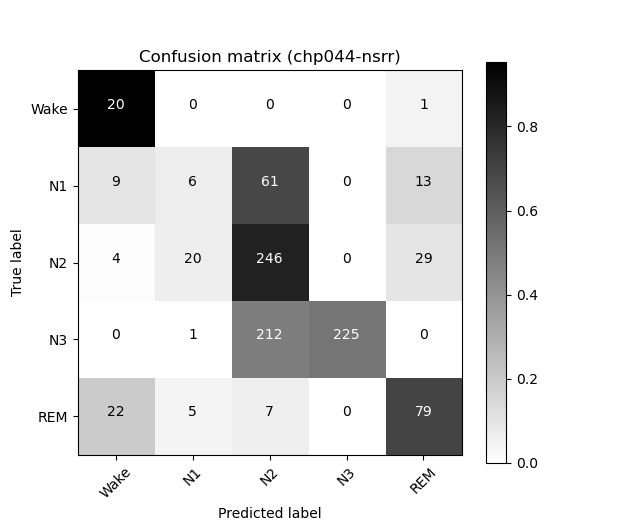 Confusion matrix (chp044-nsrr)
True label
Wake 20 0 0 0 1
N1 9 6 61 0 13
N2 4 20 246 0 29
N3 0 1 212 225 0
REM 22 5 7 0 79
Wake N1 N2 N3 REM
Predicted label
0.8
0.6
0.4
0.2
0.0